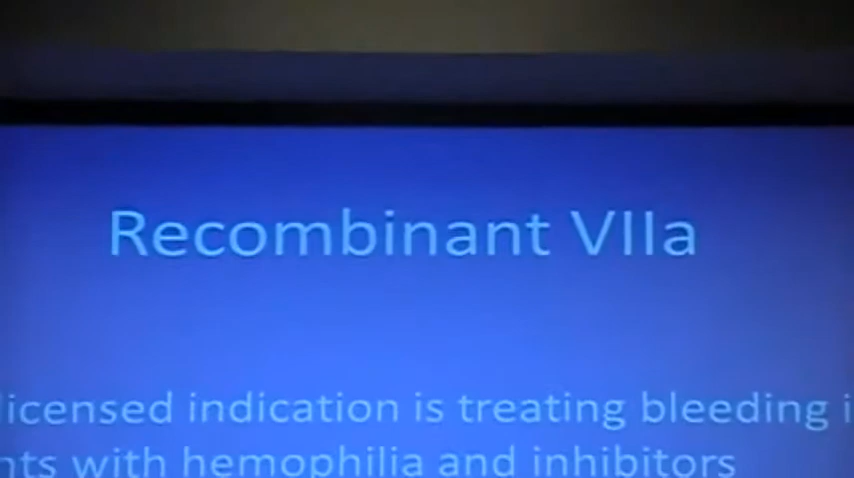 Recombinant VIIa
licensed indication is treating bleeding
with hemophilia and inhibitors